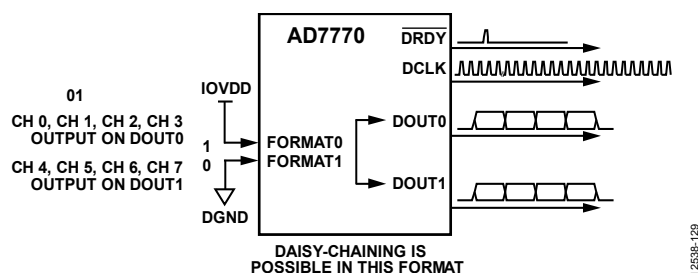 AD7770
DRDY
DCLK
01
IOVDD
CH 0, CH 1, CH 2, CH 3
OUTPUT ON DOUT0
1
FORMAT0
DOUT0
CH 4, CH 5, CH 6, CH 7
OUTPUT ON DOUT1
0
FORMAT1
DOUT1
DGND
DAISY-CHAINING IS
POSSIBLE IN THIS FORMAT
2538-129